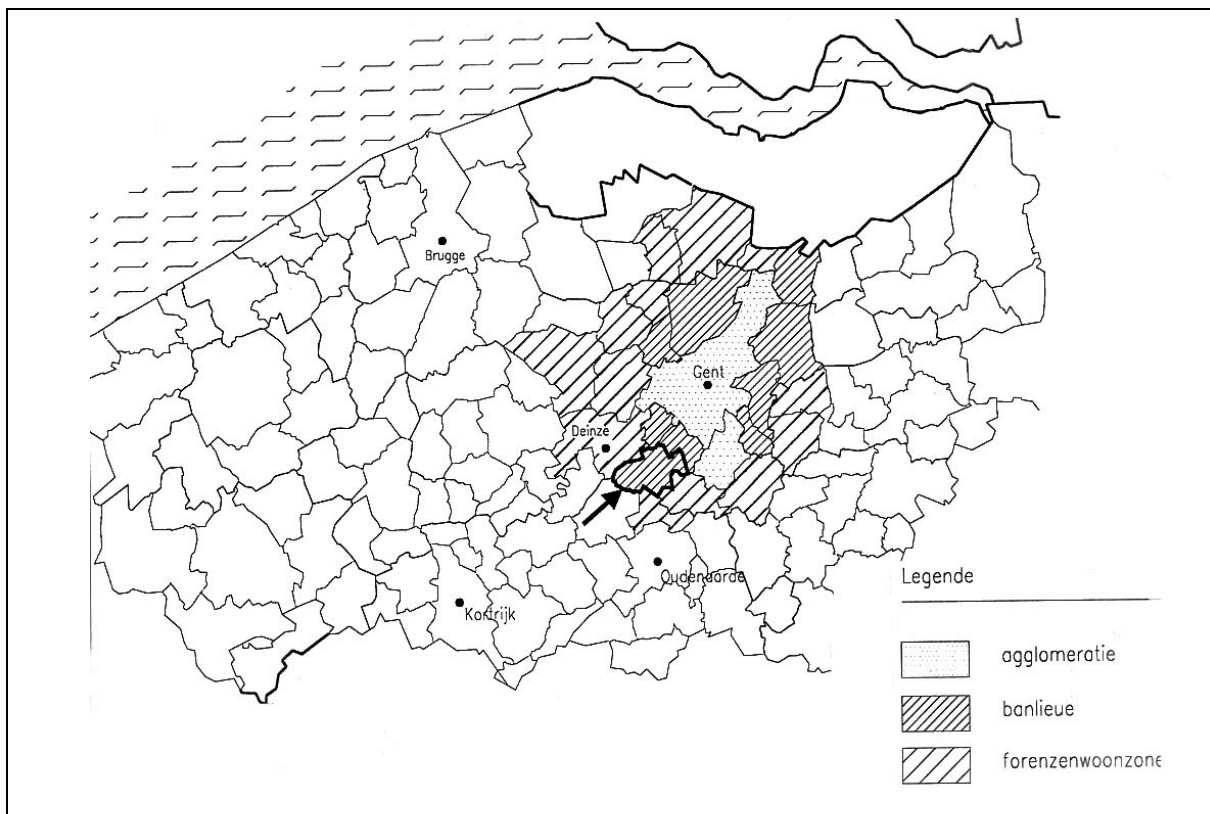 Brugge
Gent
Deinze
Oudenaarde
Kortrijk
Legende
agglomeratie
banlieue
forenzenwoonzone